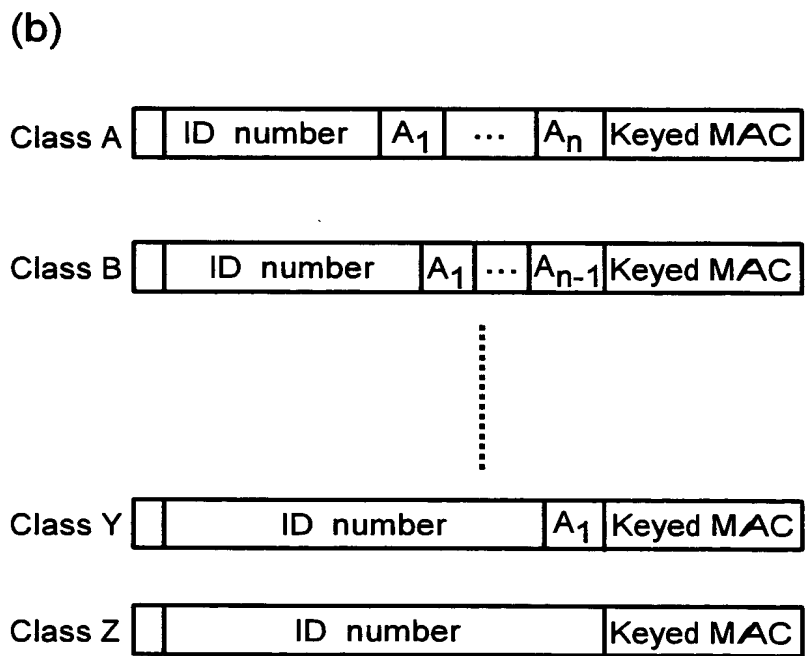 (b)
Class A ID number A1 ... An Keyed MAC
Class B ID number A1 ... An-1 Keyed MAC
Class Y ID number A1 Keyed MAC
Class Z ID number Keyed MAC